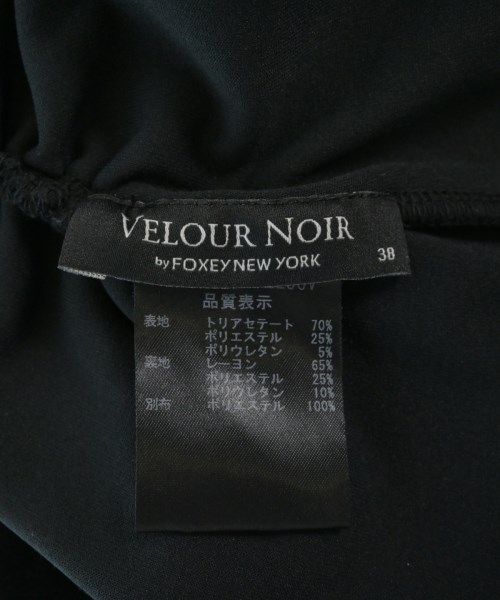 VELOUR NOIR
by FOXEY NEW YORK
38
品質表示
表地 トリアセテート 70%
ポリエステル 25%
ポリウレタン 5%
裏地 レーヨン 65%
ポリエステル 25%
ポリウレタン 10%
別布 ポリエステル 100%